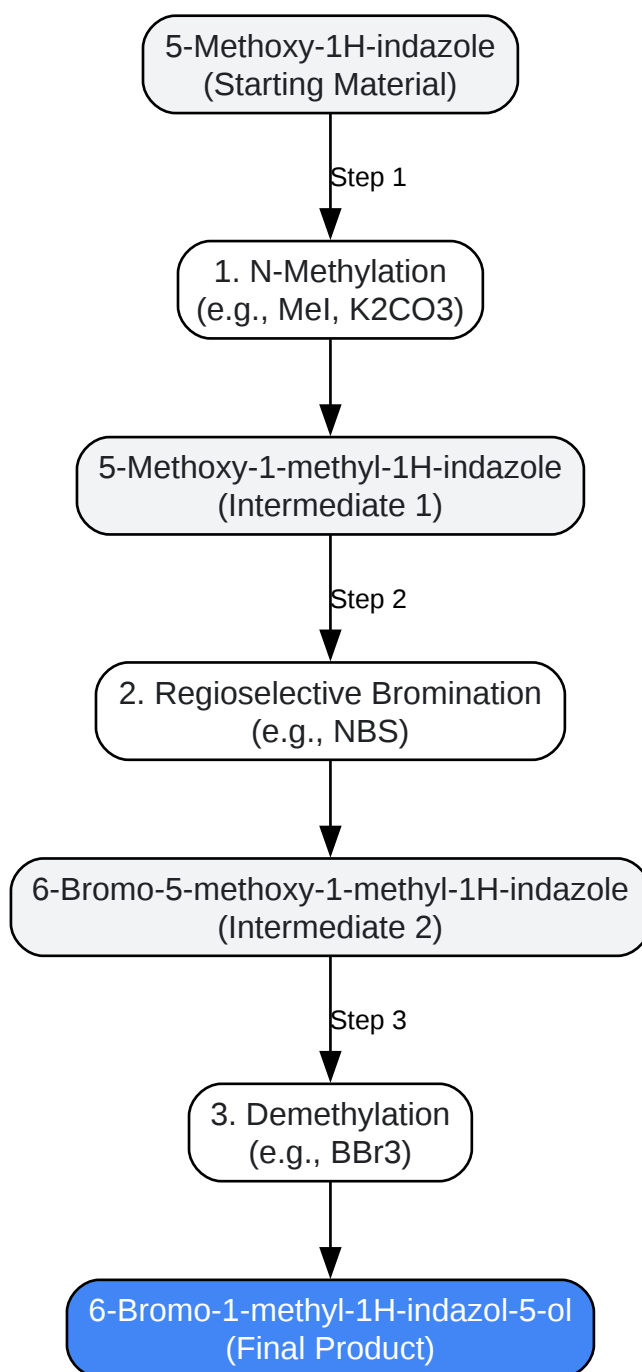 5-Methoxy-1H-indazole
(Starting Material)
Step 1
1. N-Methylation
(e.g., MeI, K2CO3)
5-Methoxy-1-methyl-1H-indazole
(Intermediate 1)
Step 2
2. Regioselective Bromination
(e.g., NBS)
6-Bromo-5-methoxy-1-methyl-1H-indazole
(Intermediate 2)
Step 3
3. Demethylation
(e.g., BBr3)
6-Bromo-1-methyl-1H-indazol-5-ol
(Final Product)